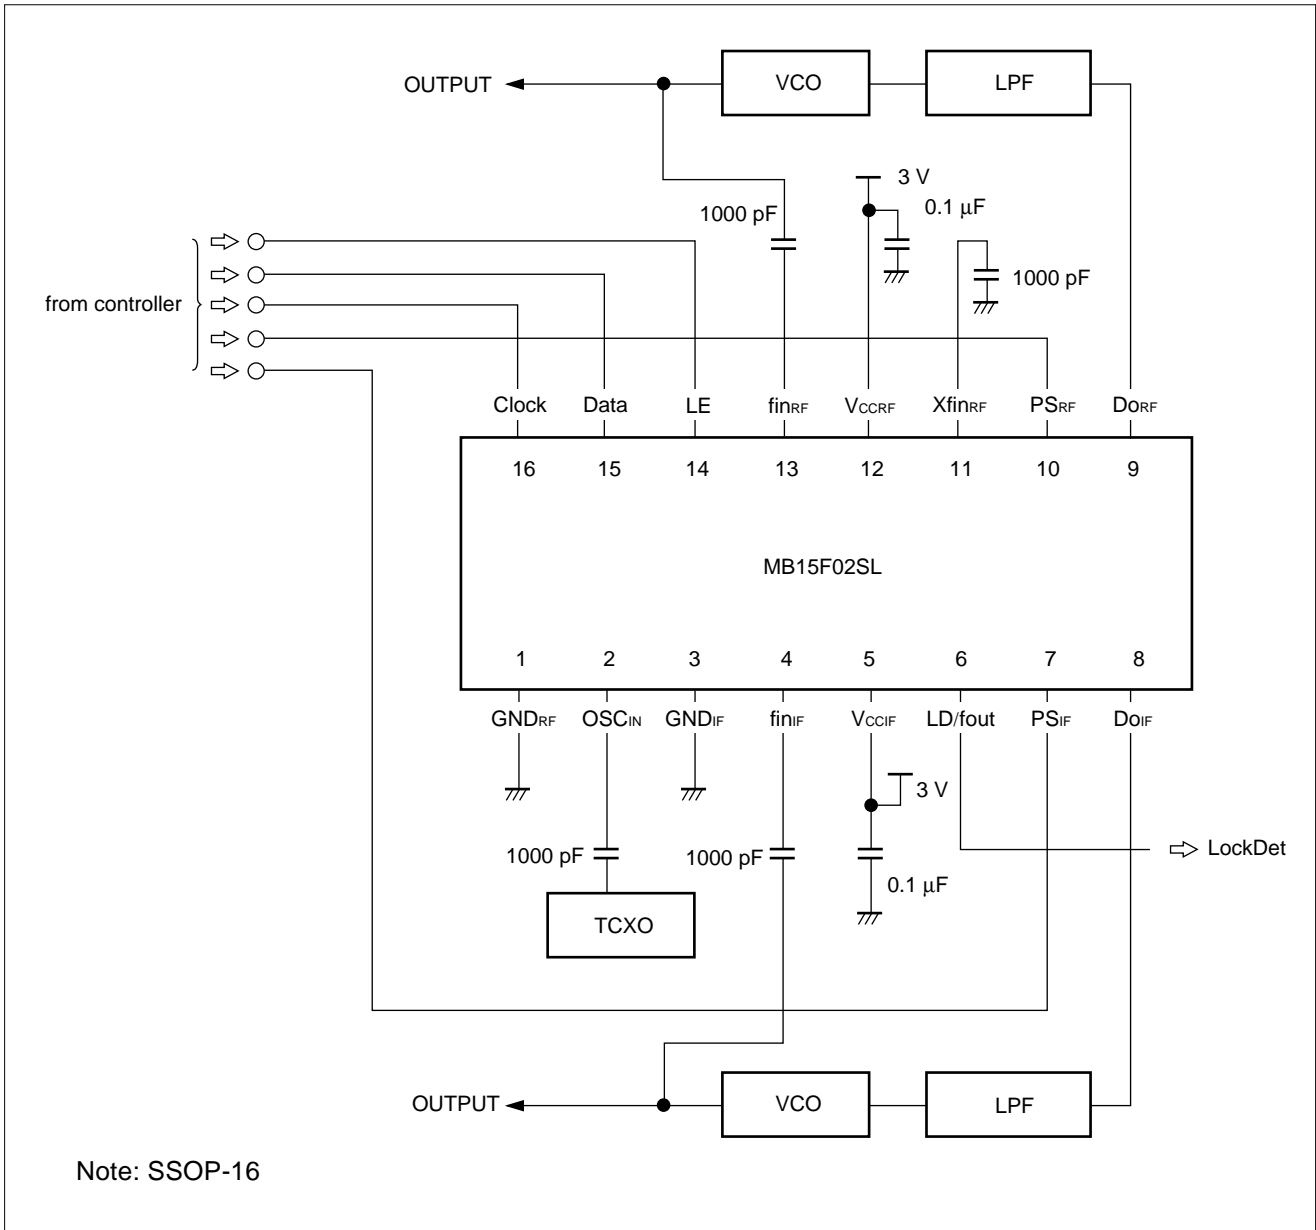 OUTPUT
VCO
LPF
3 V
1000 pF
0.1 µF
1000 pF
from controller
Clock Data LE finRF VCCRF XfinRF PSRF DoRF
16 15 14 13 12 11 10 9
MB15F02SL
1 2 3 4 5 6 7 8
GNDRF OSCIN GNDIF finIF VCCIF LD/fout PSIF DoIF
3 V
1000 pF
1000 pF
LockDet
0.1 µF
TCXO
OUTPUT
VCO
LPF
Note: SSOP-16